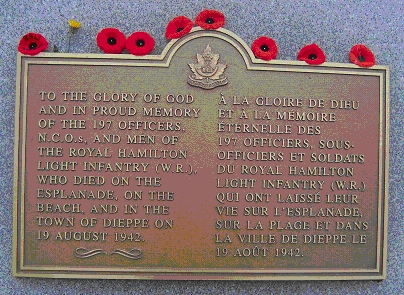 TO THE GLORY OF GOD
AND IN PROUD MEMORY
OF THE 197 OFFICERS,
N.C.O.s, AND MEN OF
THE ROYAL HAMILTON
LIGHT INFANTRY (W.R.),
WHO DIED ON THE
ESPLANADE, ON THE
BEACH, AND IN THE
TOWN OF DIEPPE ON
19 AUGUST 1942.
À LA GLOIRE DE DIEU
ET À LA MÉMOIRE
ÉTERNELLE DES
197 OFFICIERS, SOUS-
OFFICIERS ET SOLDATS
DU ROYAL HAMILTON
LIGHT INFANTRY (W.R.)
QUI ONT LAISSÉ LEUR
VIE SUR L'ESPLANADE,
SUR LA PLAGE ET DANS
LA VILLE DE DIEPPE LE
19 AOÛT 1942.